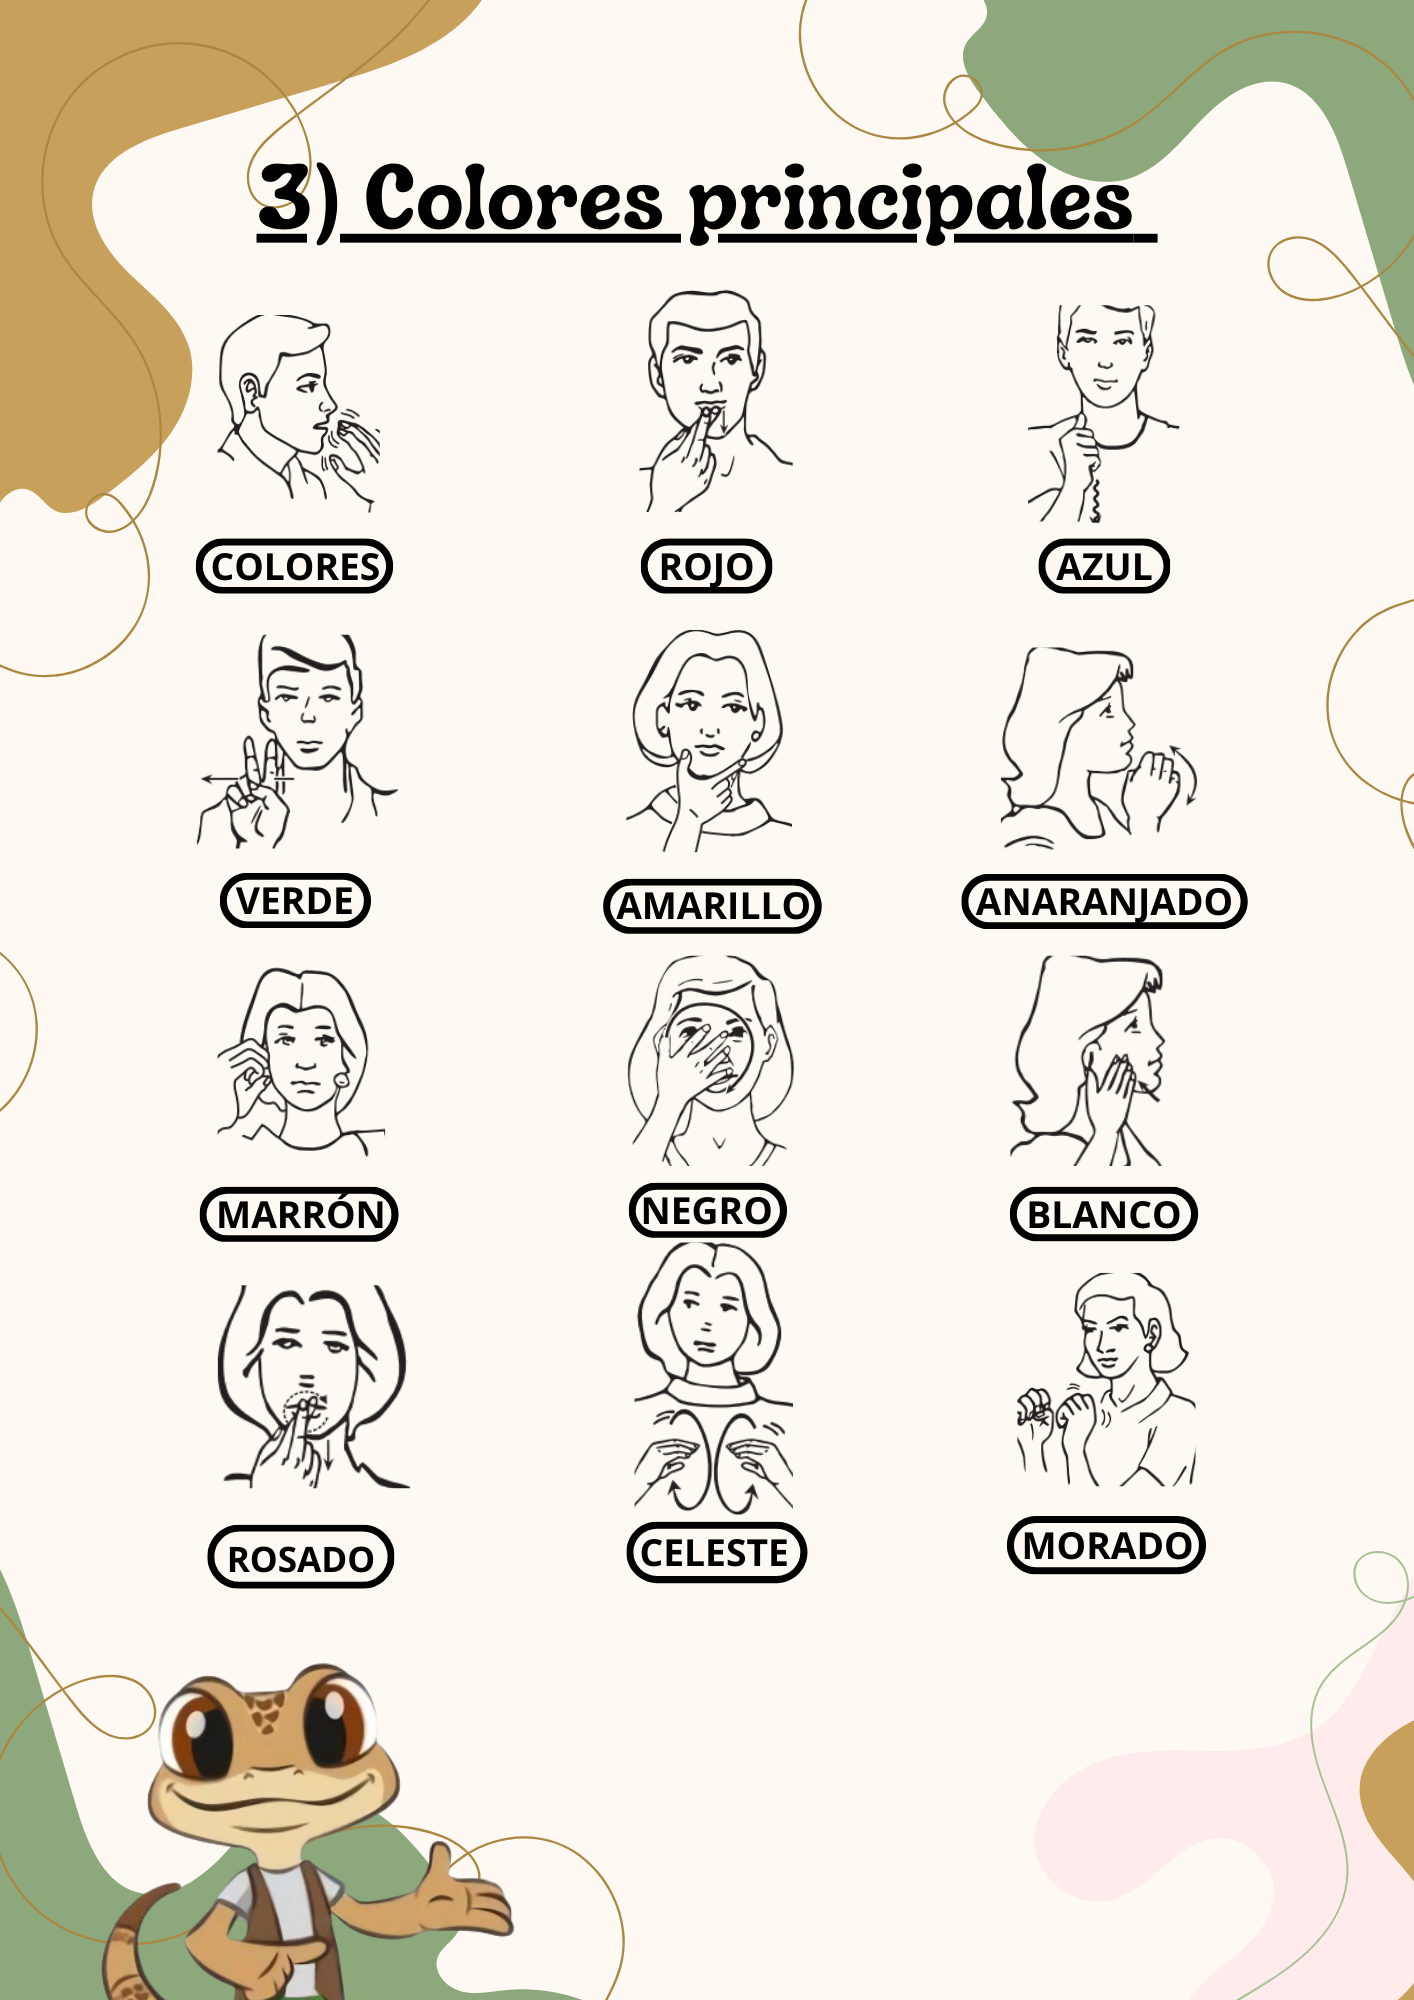 3) Colores principales
COLORES
ROJO
AZUL
VERDE
AMARILLO
ANARANJADO
MARRÓN
NEGRO
BLANCO
ROSADO
CELESTE
MORADO